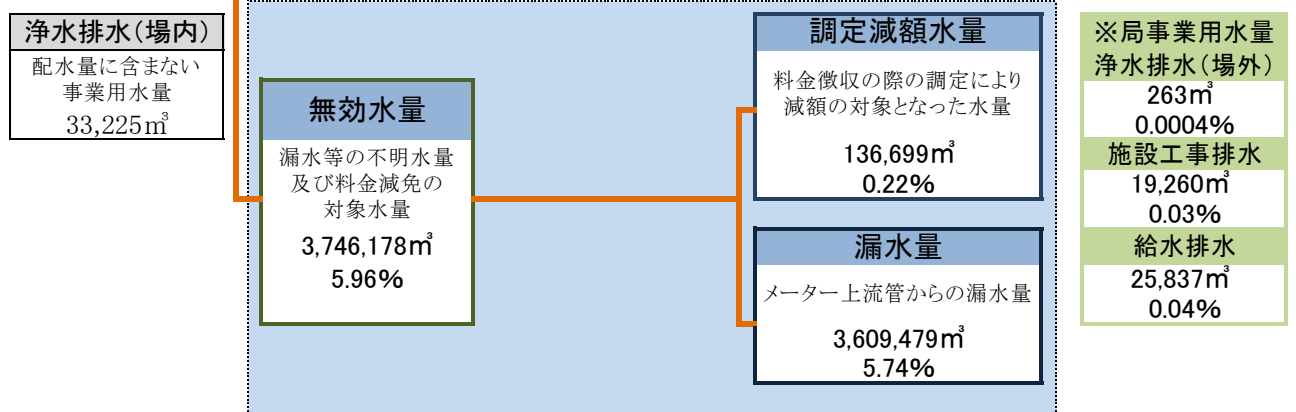 浄水排水(場内)
配水量に含まない
事業用水量
33,225㎥
無効水量
漏水等の不明水量
及び料金減免の
対象水量
3,746,178㎥
5.96%
調定減額水量
料金徴収の際の調定により
減額の対象となった水量
136,699㎥
0.22%
漏水量
メーター上流管からの漏水量
3,609,479㎥
5.74%
※局事業用水量
浄水排水(場外)
263㎥
0.0004%
施設工事排水
19,260㎥
0.03%
給水排水
25,837㎥
0.04%